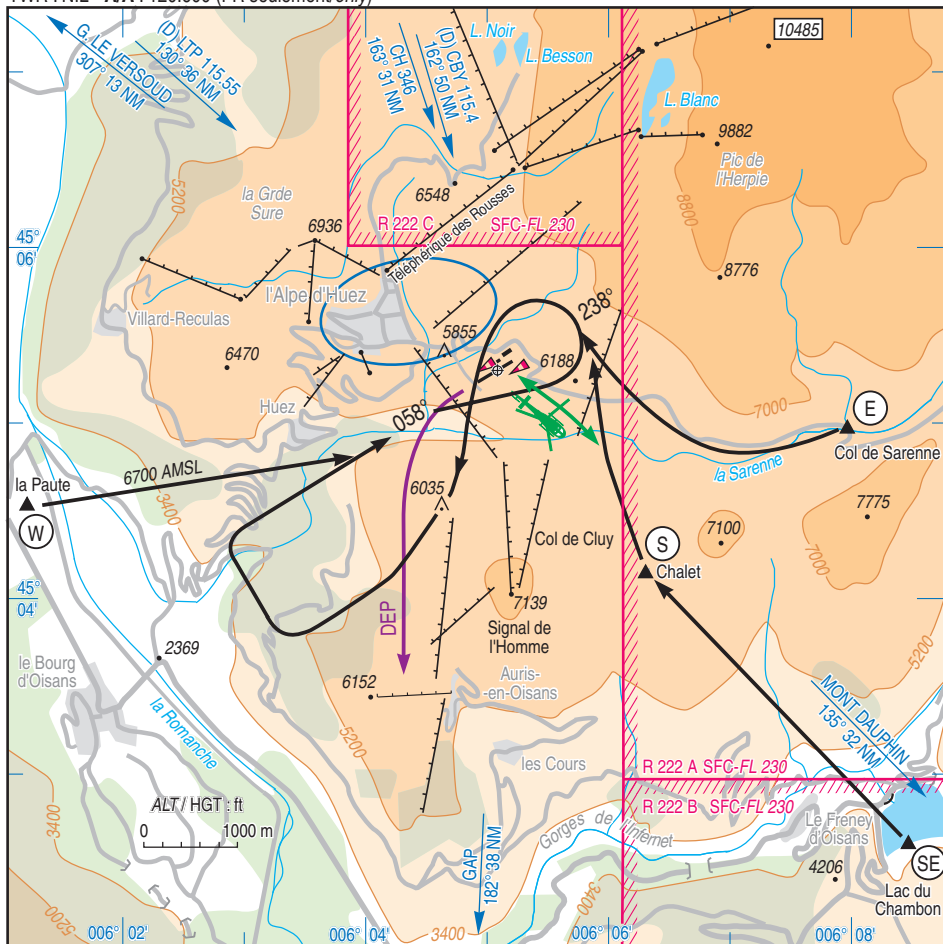 10485
L. Noir
L. Besson
(D) LTP 115.55
130° 36 NM
G. LE VERSOUD
307° 13 NM
(D) CBY 115.4
162° 50 NM
CH 346
163° 31 NM
L. Blanc
9882
Pic de
l'Herpie
5200
la Grde
Sure
6548
8800
6936
R 222 C
SFC-FL 230
Téléphérique des Rousses
45°
06'
8776
l'Alpe d'Huez
Villard-Reculas
5855
238°
6470
6188
Huez
058°
7000
E
Col de Sarenne
la Sarenne
6700 AMSL
la Paute
W
3400
6035
7775
Col de Cluy
7100
S
Chalet
7000
45°
04'
7139
Signal de
l'Homme
DEP
2369
le Bourg
d'Oisans
5200
6152
Auris-
-en-Oisans
la Romanche
MONT DAUPHIN
135° 32 NM
5200
les Cours
R 222 A SFC-FL 230
R 222 B SFC-FL 230
ALT / HGT : ft
0 1000 m
3400
Gorges de l'infernet
Le Freney
d'Oisans
GAP
182° 38 NM
4206
SE
Lac du
Chambon
5200
3400
006° 02'
006° 04'
3400
006° 06'
006° 08'